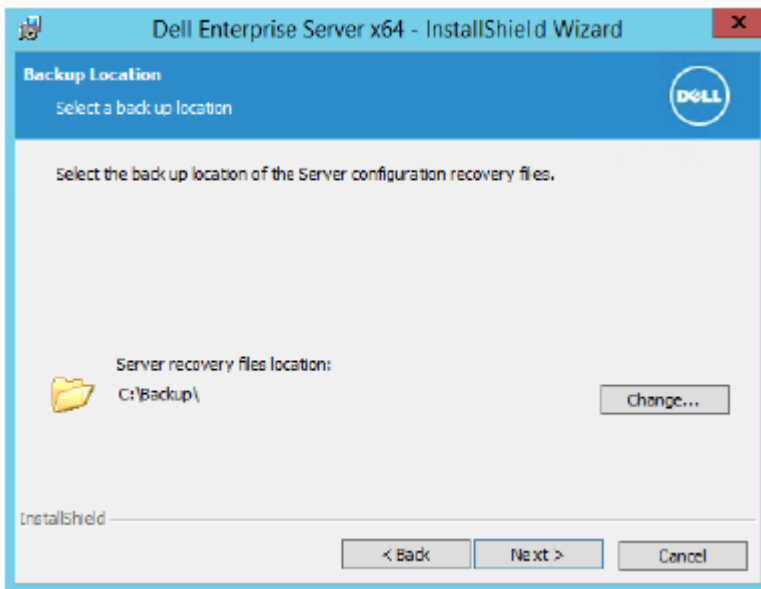 Dell Enterprise Server x64 - InstallShield Wizard
x
Backup Location
Select a back up location
DELL
Select the back up location of the Server configuration recovery files.
Server recovery files location:
C:\Backup\
Change...
InstallShield
< Back
Next >
Cancel